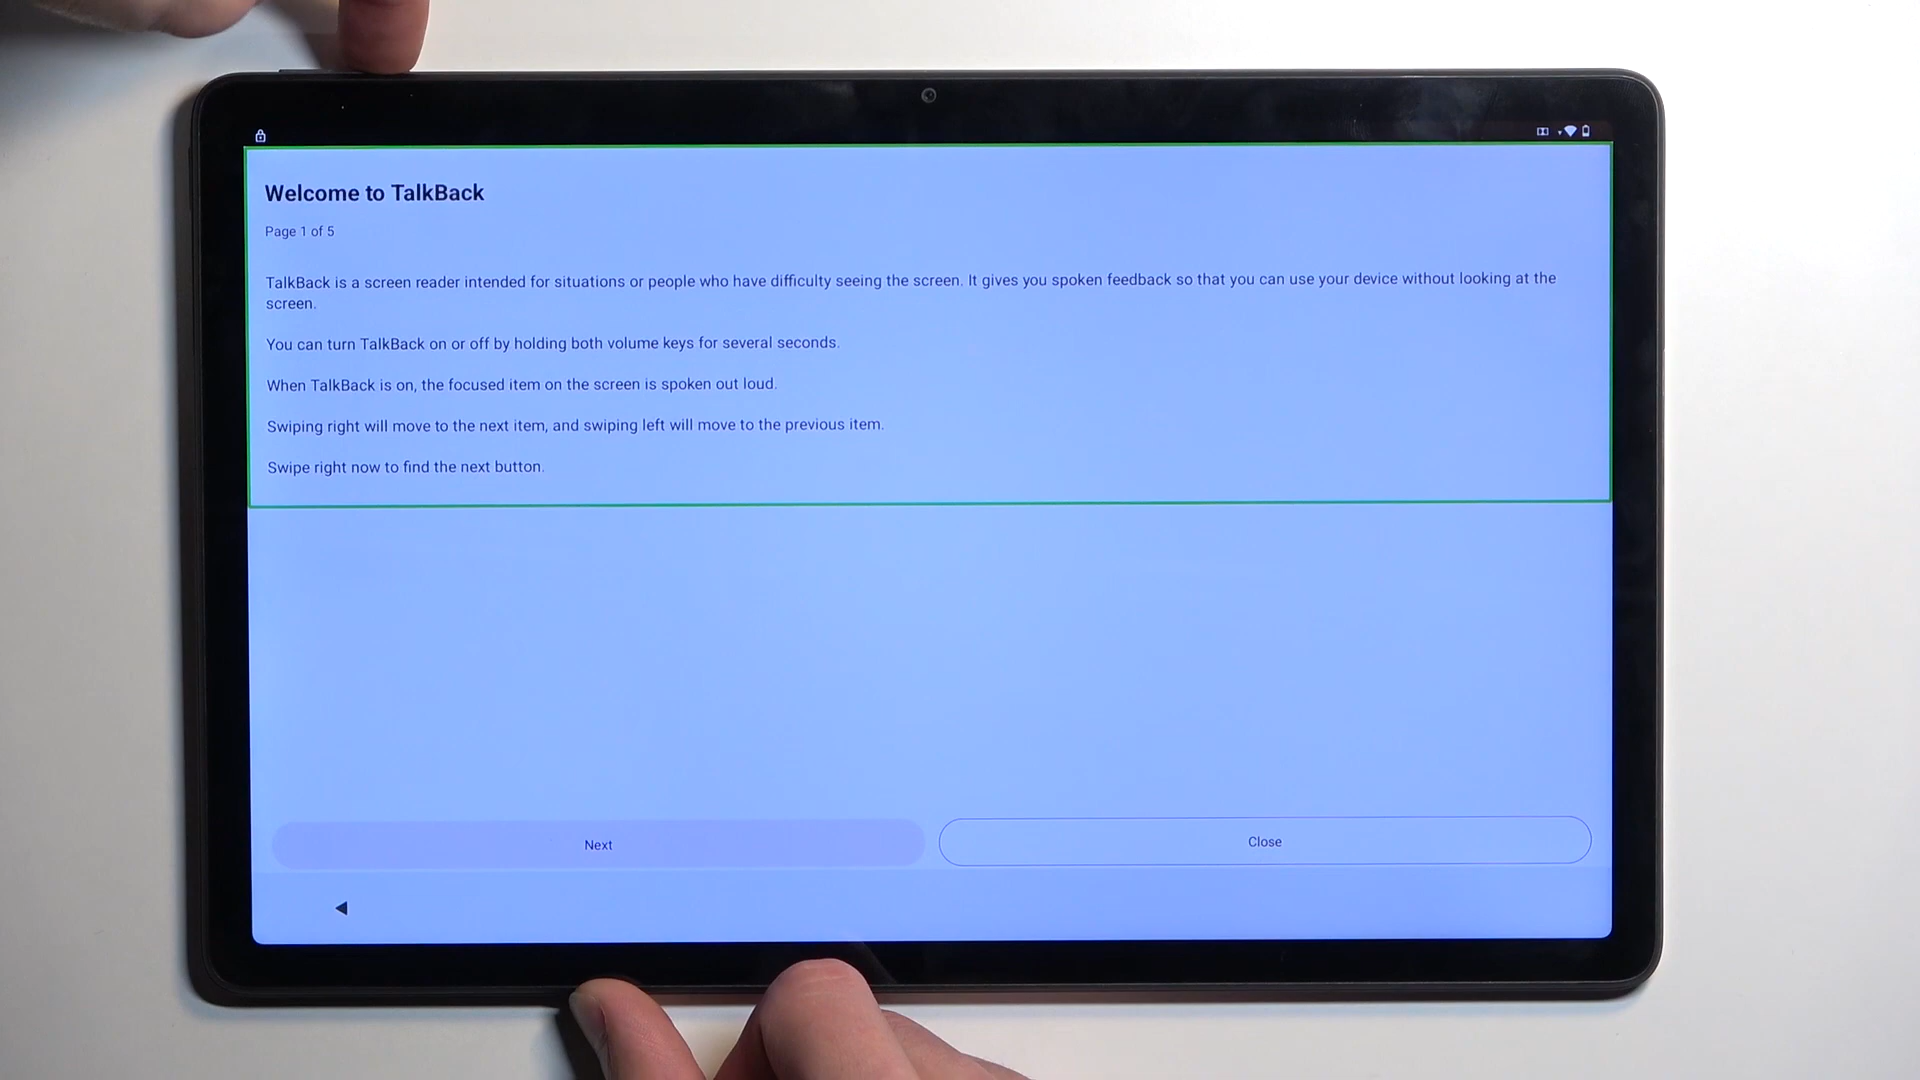 Welcome to TalkBack
Page 1 of 5
TalkBack is a screen reader intended for situations or people who have difficulty seeing the screen. It gives you spoken feedback so that you can use your device without looking at the
screen.
You can turn TalkBack on or off by holding both volume keys for several seconds.
When TalkBack is on, the focused item on the screen is spoken out loud.
Swiping right will move to the next item, and swiping left will move to the previous item.
Swipe right now to find the next button.
Next
Close